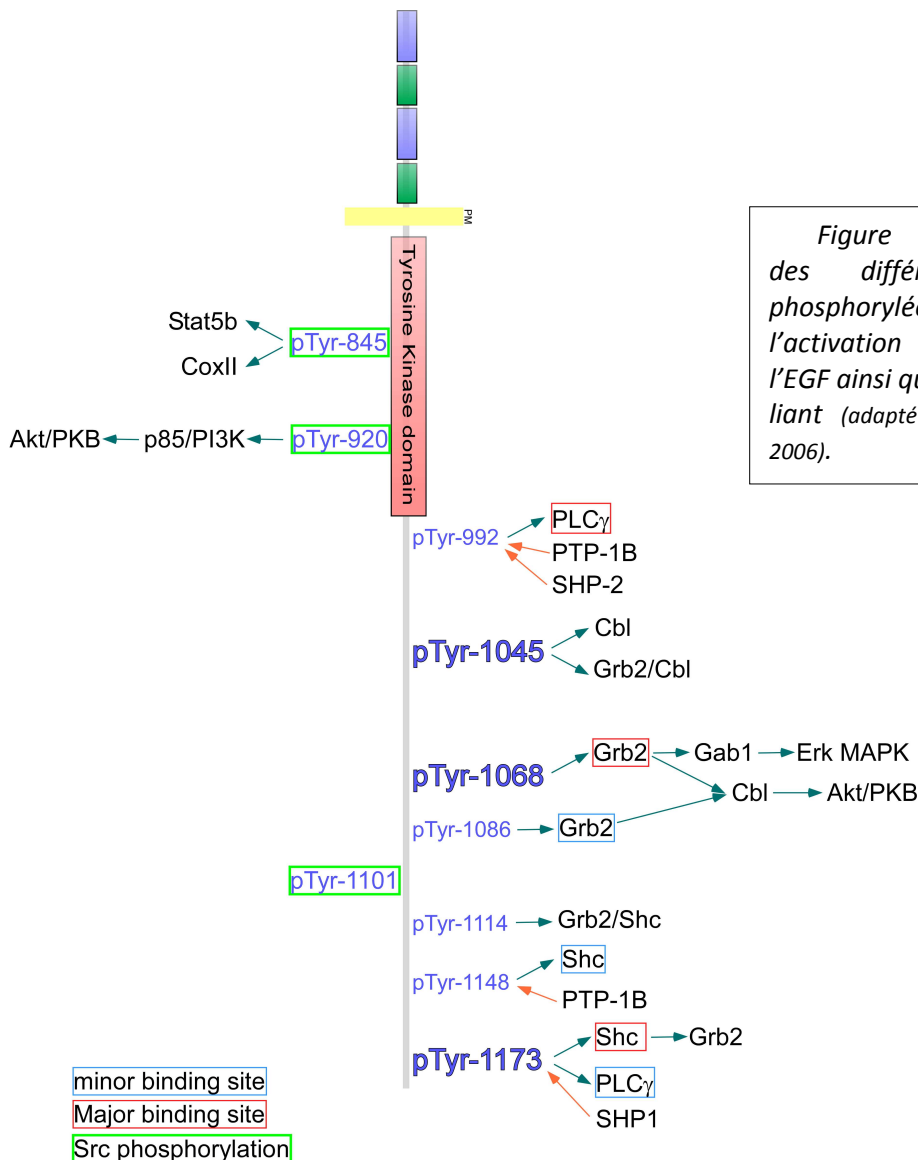 PM
Tyrosine Kinase domain
Stat5b
CoxII
pTyr-845
Akt/PKB
p85/PI3K
pTyr-920
Figure
des différ
phosphorylé
l'activation
l'EGF ainsi qu
liant (adapté
2006).
pTyr-992
PLCγ
PTP-1B
SHP-2
pTyr-1045
Cbl
Grb2/Cbl
pTyr-1068
Grb2
Gab1
Erk MAPK
Cbl
Akt/PKB
pTyr-1086
Grb2
pTyr-1101
pTyr-1114
Grb2/Shc
pTyr-1148
Shc
PTP-1B
pTyr-1173
Shc
Grb2
PLCγ
SHP1
minor binding site
Major binding site
Src phosphorylation